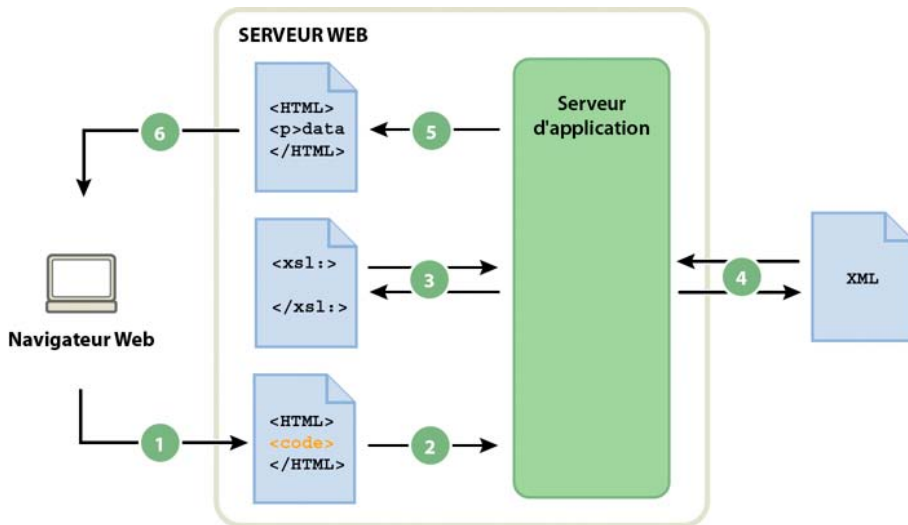 SERVEUR WEB
<HTML>
<p>data
</HTML>
6
5
Serveur
d'application
<xsl:>
</xsl:>
3
4
XML
Navigateur Web
1
<HTML>
<code>
</HTML>
2